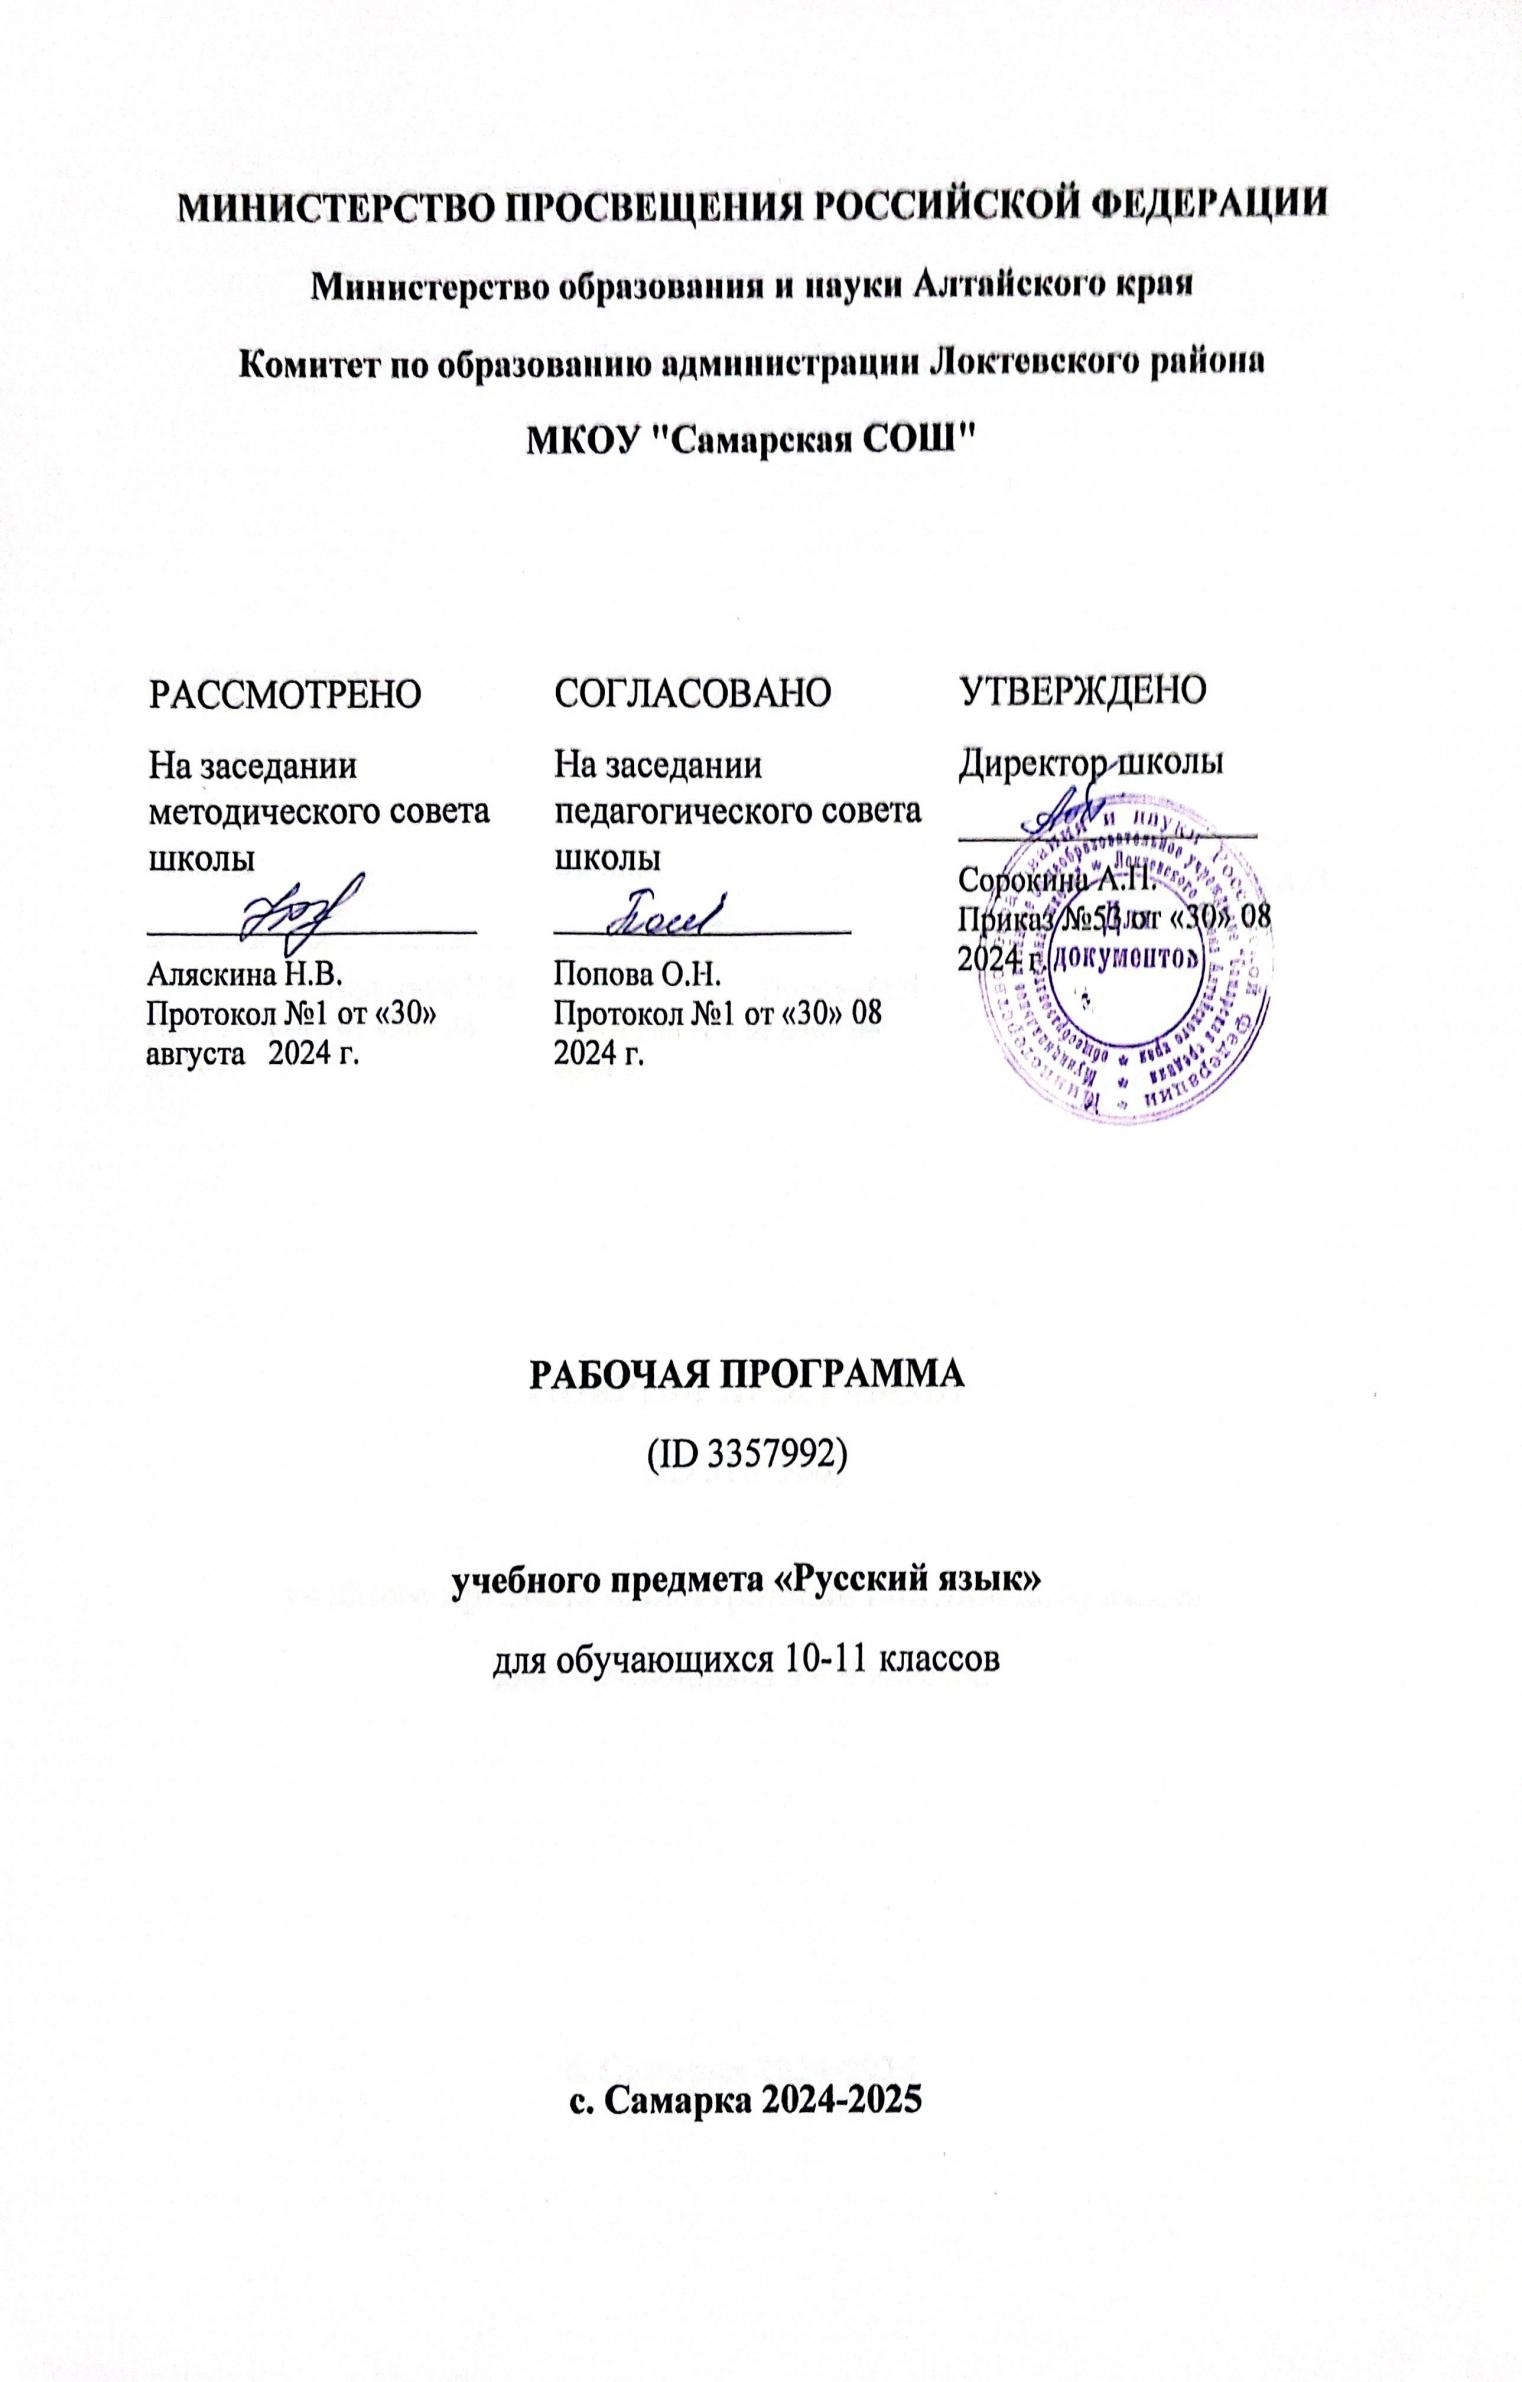 МИНИСТЕРСТВО ПРОСВЕЩЕНИЯ РОССИЙСКОЙ ФЕДЕРАЦИИ
Министерство образования и науки Алтайского края
Комитет по образованию администрации Локтевского района
МКОУ "Самарская СОШ"
РАССМОТРЕНО
На заседании
методического совета
школы
Аляскина Н.В.
Протокол №1 от «30»
августа 2024 г.
СОГЛАСОВАНО
На заседании
педагогического совета
школы
Попова О.Н.
Протокол №1 от «30» 08
2024 г.
УТВЕРЖДЕНО
Директор школы
Сорокина А.П.
Приказ №53 от «30» 08
2024 г.
Для
документов
РАБОЧАЯ ПРОГРАММА
(ID 3357992)
учебного предмета «Русский язык»
для обучающихся 10-11 классов
с. Самарка 2024-2025